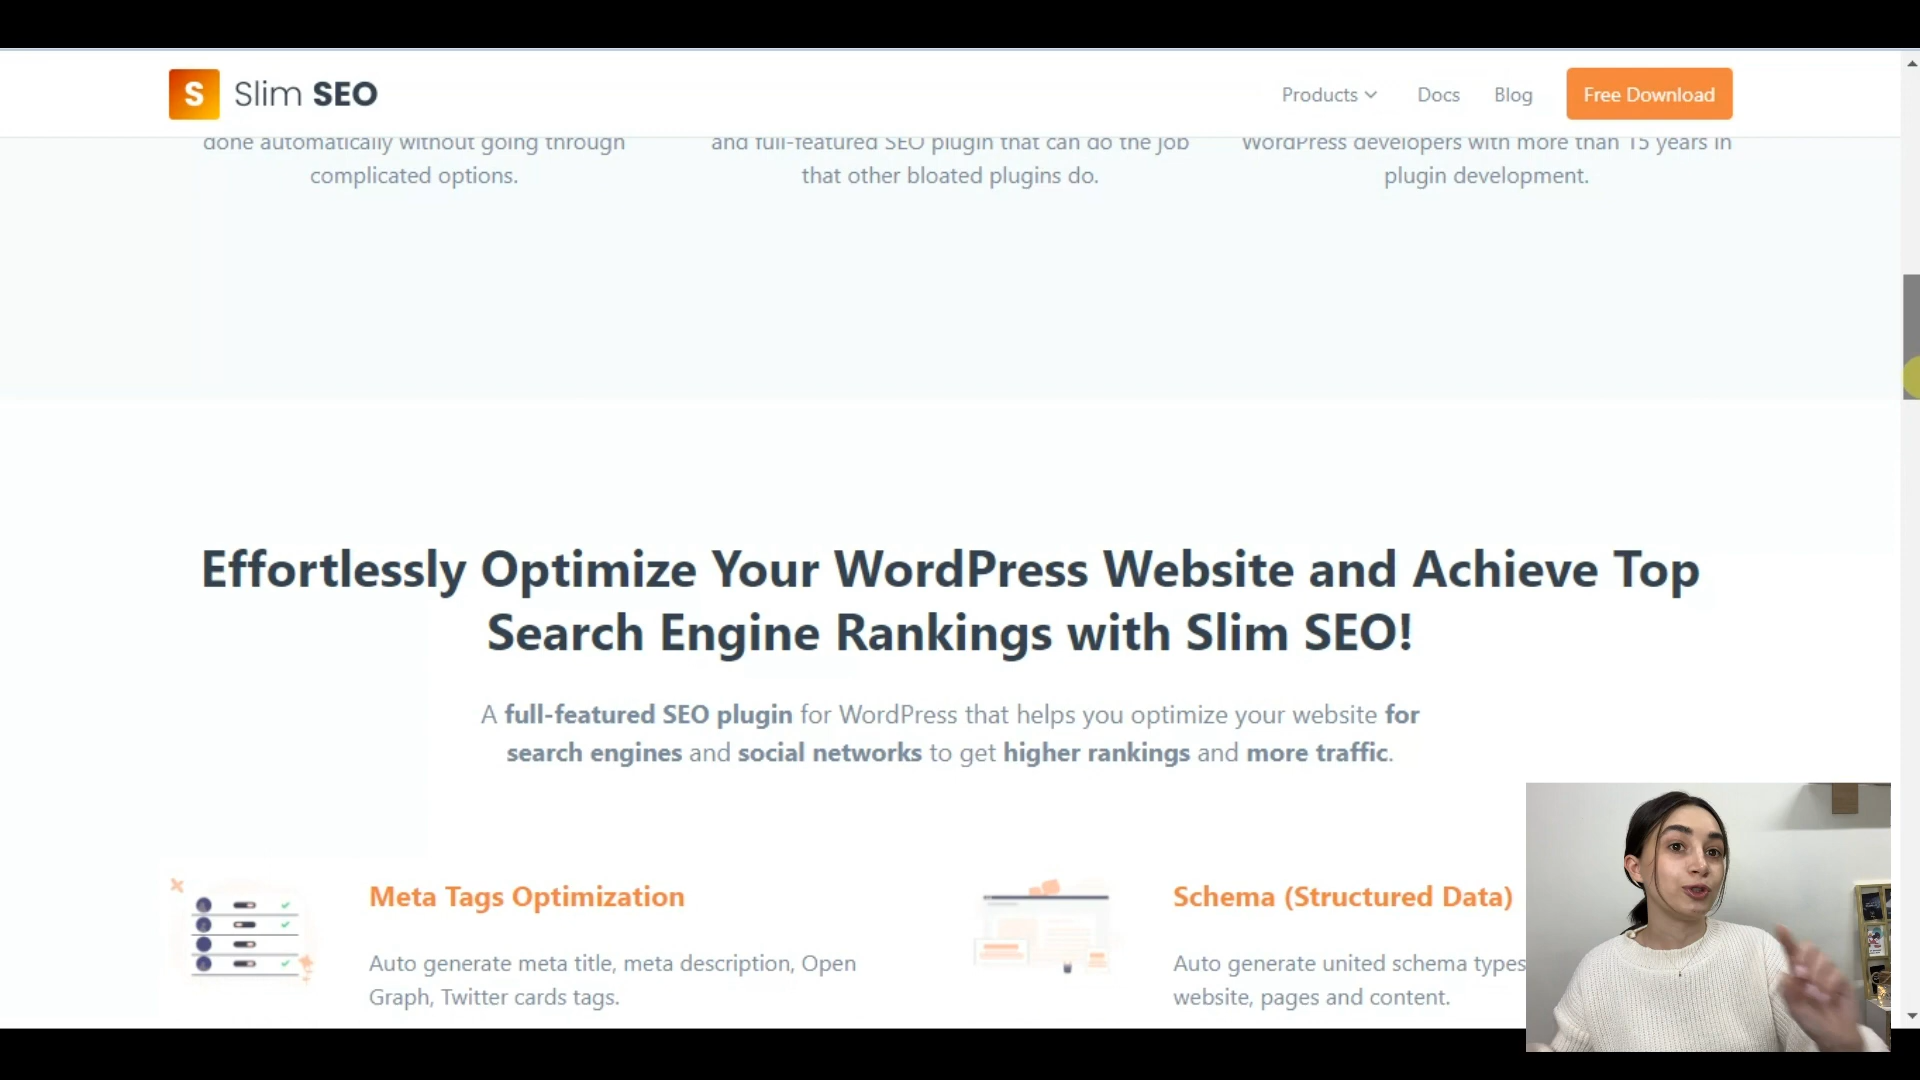 S Slim SEO
Products
Docs
Blog
Free Download
done automatically without going through
complicated options.
and full-featured SEO plugin that can do the job
that other bloated plugins do.
WordPress developers with more than 15 years in
plugin development.
Effortlessly Optimize Your WordPress Website and Achieve Top
Search Engine Rankings with Slim SEO!
A full-featured SEO plugin for WordPress that helps you optimize your website for
search engines and social networks to get higher rankings and more traffic.
Meta Tags Optimization
Auto generate meta title, meta description, Open
Graph, Twitter cards tags.
Schema (Structured Data)
Auto generate united schema types
website, pages and content.